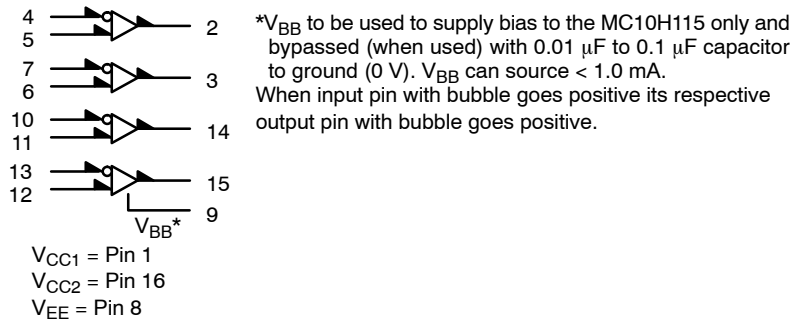 4
5
2
7
6
3
10
11
14
13
12
15
9
VBB*
VCC1 = Pin 1
VCC2 = Pin 16
VEE = Pin 8
*VBB to be used to supply bias to the MC10H115 only and
bypassed (when used) with 0.01 μF to 0.1 μF capacitor
to ground (0 V). VBB can source < 1.0 mA.
When input pin with bubble goes positive its respective
output pin with bubble goes positive.